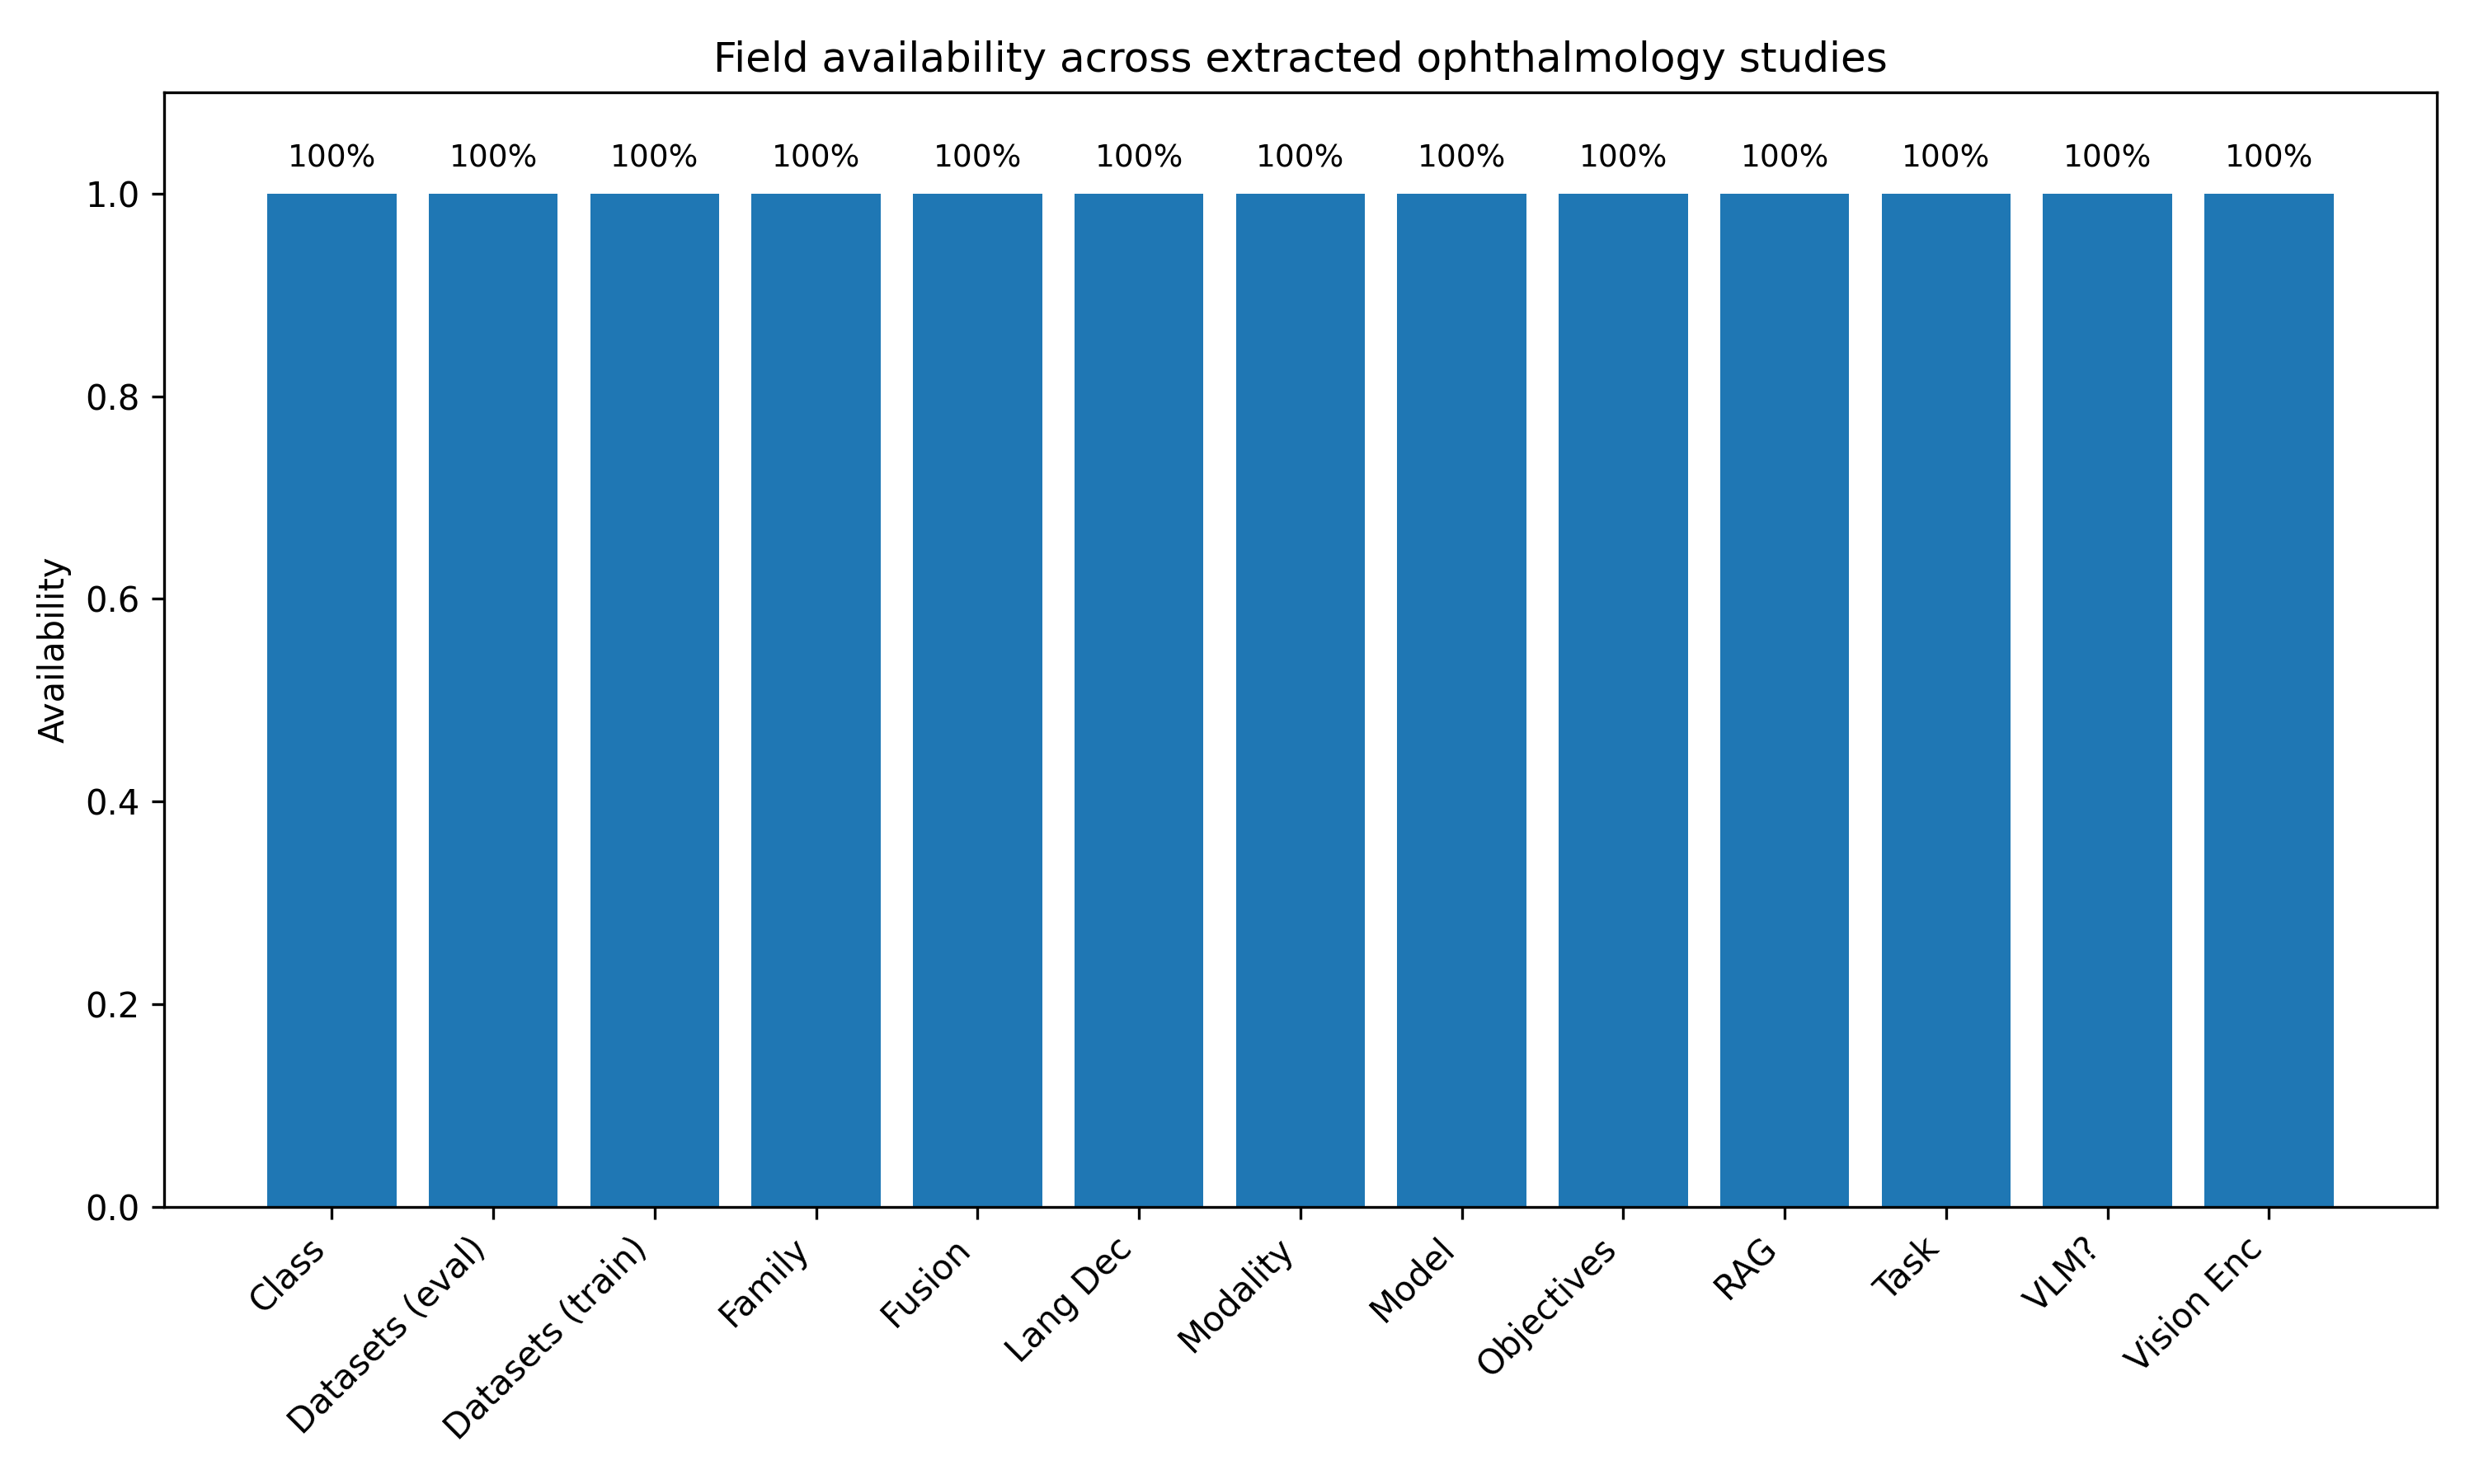 Field availability across extracted ophthalmology studies
100% 100% 100% 100% 100% 100% 100% 100% 100% 100% 100% 100% 100%
1.0
0.8
0.6
0.4
0.2
0.0
Availability
Class
Datasets (eval)
Datasets (train)
Family
Fusion
Lang Dec
Modality
Model
Objectives
RAG
Task
VLM?
Vision Enc